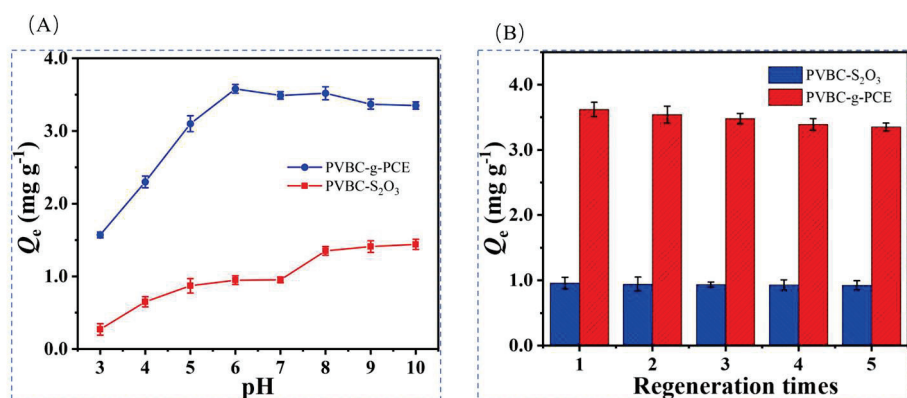 (A)
4.0
3.0
2.0
1.0
0.0
Qe (mg g⁻¹)
PVBC-g-PCE
PVBC-S₂O₃
3 4 5 6 7 8 9 10
pH
(B)
4.0
3.0
2.0
1.0
0.0
Qe (mg g⁻¹)
PVBC-S₂O₃
PVBC-g-PCE
1 2 3 4 5
Regeneration times